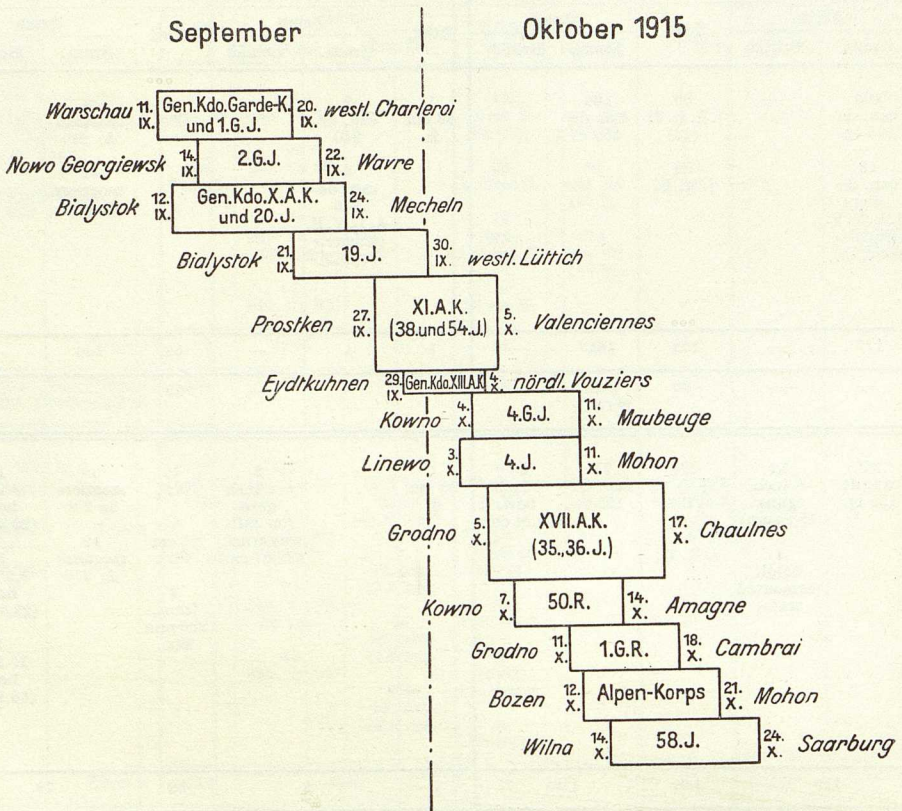 September
Oktober 1915
Warschau 11. IX. Gen.Kdo.Garde-K. und 1.G.J. 20. IX. westl. Charleroi
Nowo Georgiewsk 14. IX. 2.G.J. 22. IX. Wavre
Bialystok 12. IX. Gen.Kdo.X.A.K. und 20.J. 24. IX. Mecheln
Bialystok 21. IX. 19.J. 30. IX. westl. Lüttich
Prostken 27. IX. XI.A.K. (38.und 54.J.) 5. X. Valenciennes
Eydtkuhnen 29. IX. Gen.Kdo.XIII.A.K 4. X. nördl. Vouziers
Kowno 4. X. 4.G.J. 11. X. Maubeuge
Linewo 3. X. 4.J. 11. X. Mohon
Grodno 5. X. XVII.A.K. (35.,36.J.) 17. X. Chaulnes
Kowno 7. X. 50.R. 14. X. Amagne
Grodno 11. X. 1.G.R. 18. X. Cambrai
Bozen 12. X. Alpen-Korps 21. X. Mohon
Wilna 14. X. 58.J. 24. X. Saarburg